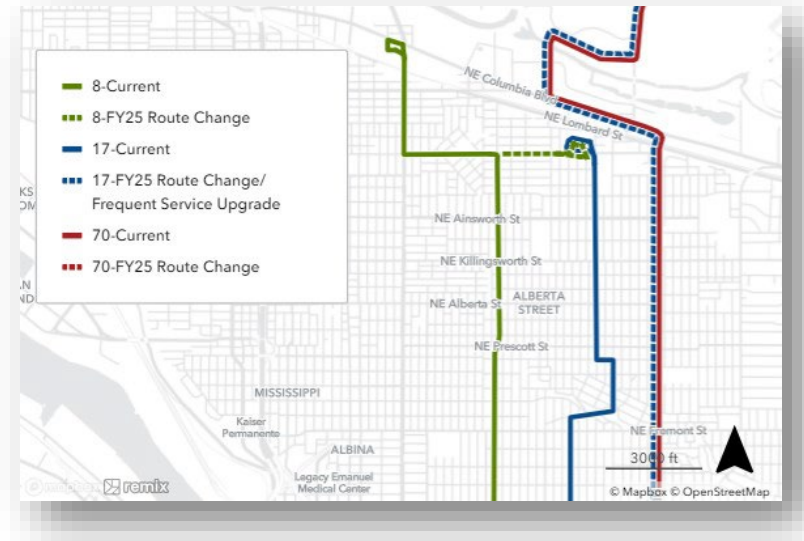 8-Current
8-FY25 Route Change
17-Current
17-FY25 Route Change/
Frequent Service Upgrade
70-Current
70-FY25 Route Change
NE Columbia Blvd
NE Lombard St
NE Ainsworth St
NE Killingsworth St
NE Alberta St
ALBERTA
STREET
NE Prescott St
MISSISSIPPI
Kaiser
Permanente
ALBINA
Legacy Emanuel
Medical Center
NE Fremont St
3000 ft
remix
© Mapbox © OpenStreetMap